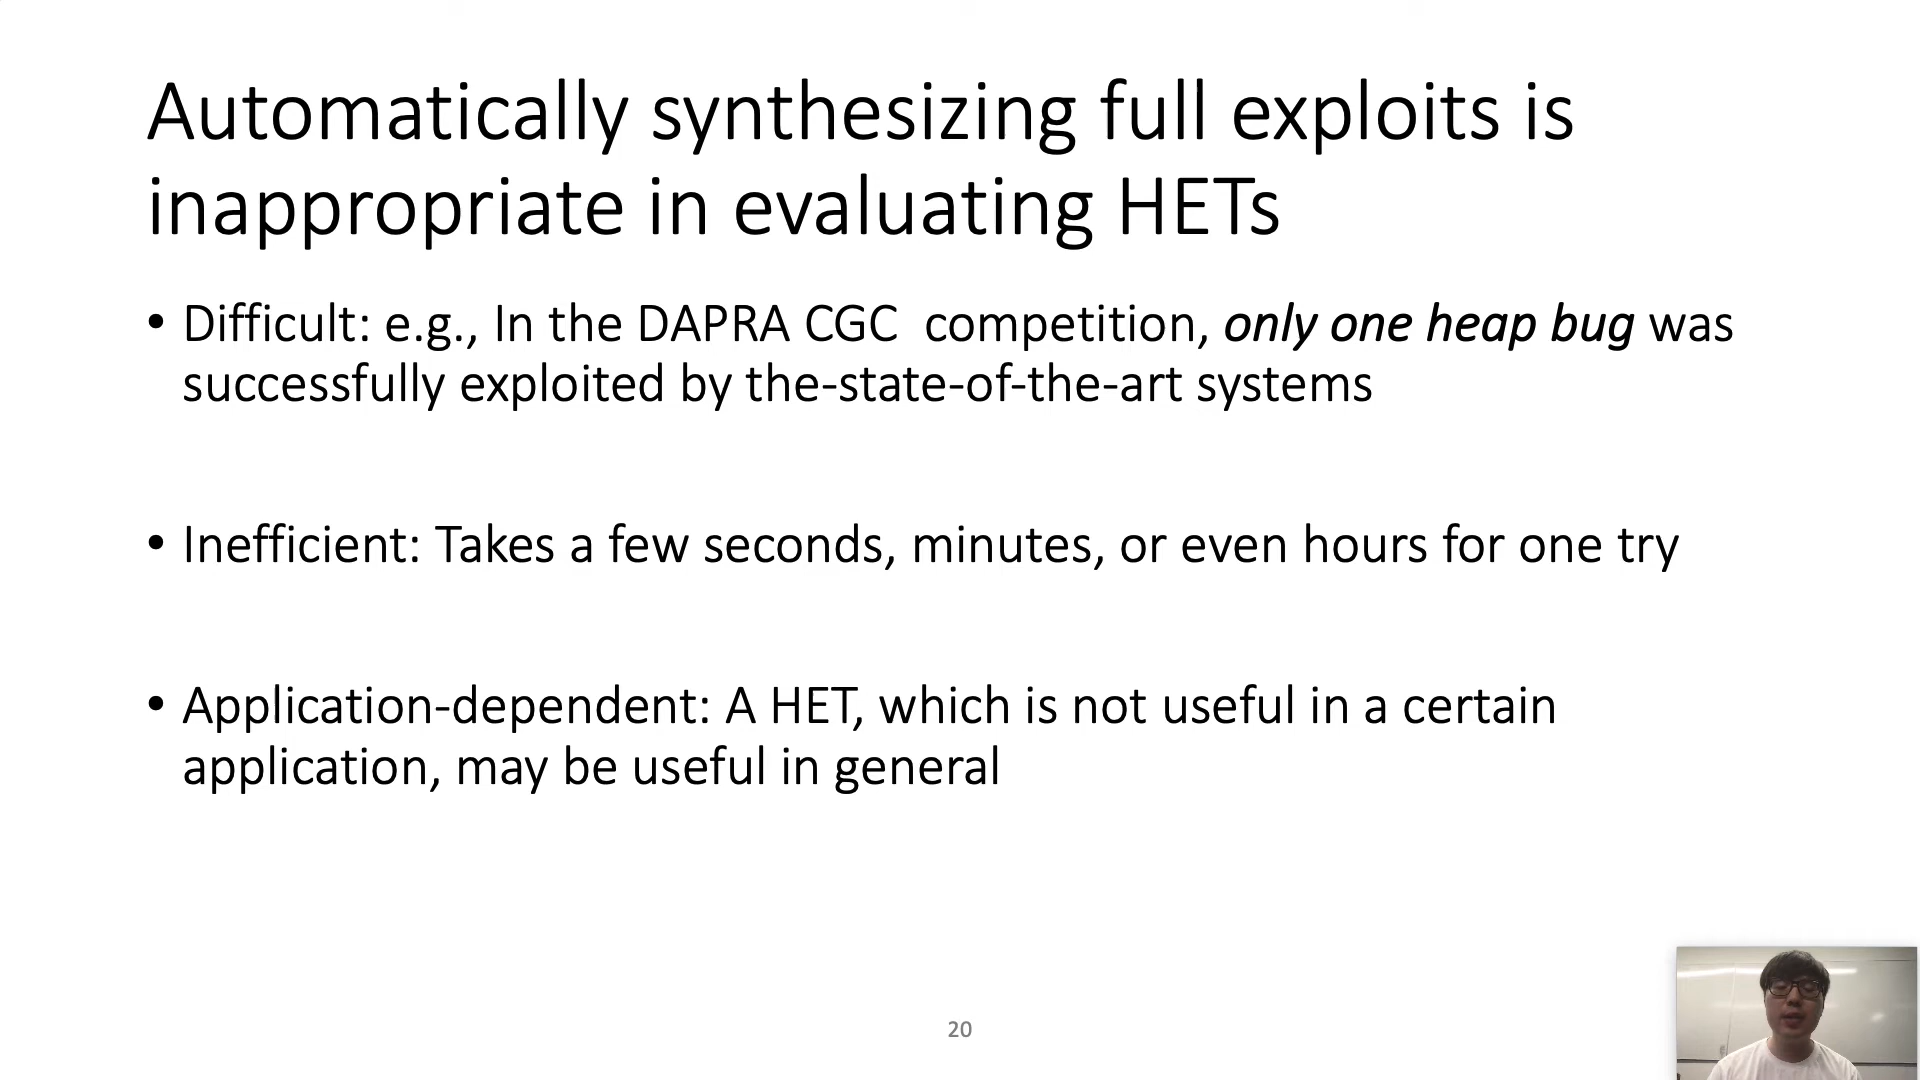 Automatically synthesizing full exploits is
inappropriate in evaluating HETs
• Difficult: e.g., In the DAPRA CGC  competition, only one heap bug was
successfully exploited by the-state-of-the-art systems
• Inefficient: Takes a few seconds, minutes, or even hours for one try
• Application-dependent: A HET, which is not useful in a certain
application, may be useful in general
20